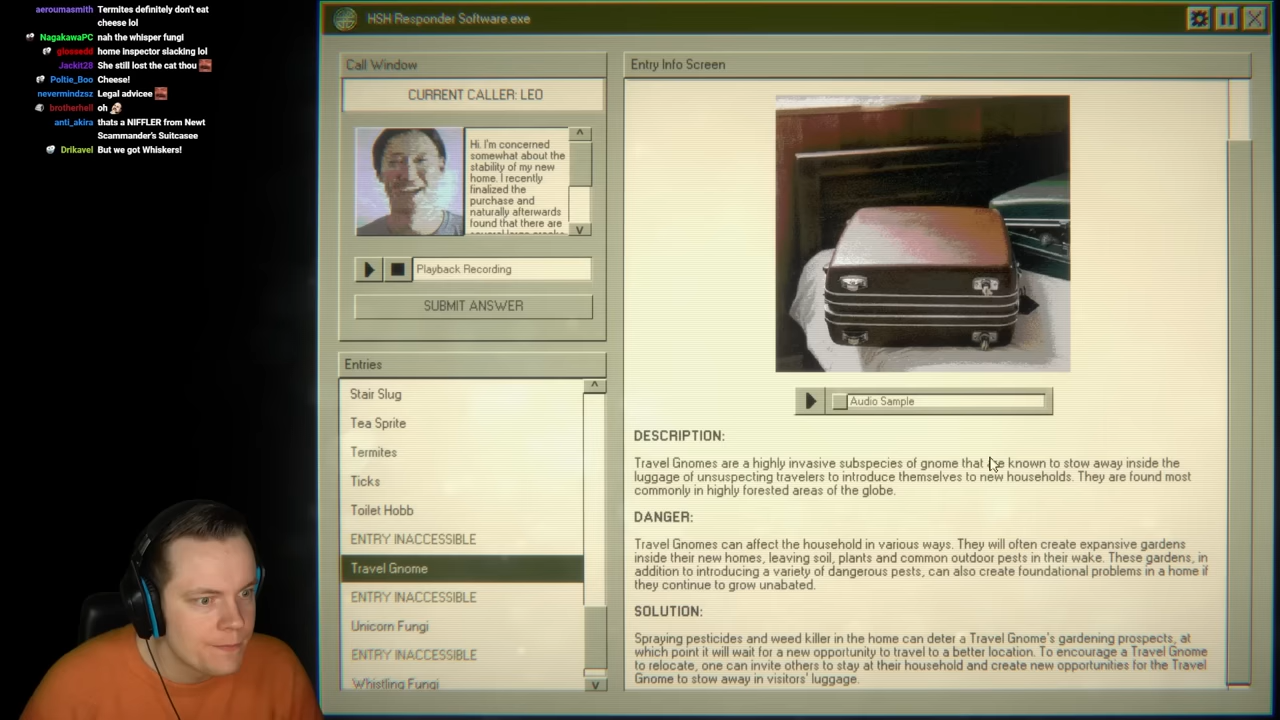 aeroumasmith Termites definitely don't eat
cheese lol
NagakawaPC nah the whisper fungi
glossedd home inspector slacking lol
Jackit28 She still lost the cat thou
Poltie_Boo Cheese!
nevermindzsz Legal advicee
brotherhell oh
anti_akira thats a NIFFLER from Newt
Scammander's Suitcasee
Drikavel But we got Whiskers!
HSH Responder Software.exe
Call Window
CURRENT CALLER: LEO
Hi. I'm concerned
somewhat about the
stability of my new
home. I recently
finalized the
purchase and
naturally afterwards
found that there are
several large cracks
Playback Recording
SUBMIT ANSWER
Entries
Stair Slug
Tea Sprite
Termites
Ticks
Toilet Hobb
ENTRY INACCESSIBLE
Travel Gnome
ENTRY INACCESSIBLE
Unicorn Fungi
ENTRY INACCESSIBLE
Whistling Fungi
Entry Info Screen
Audio Sample
DESCRIPTION:
Travel Gnomes are a highly invasive subspecies of gnome that are known to stow away inside the
luggage of unsuspecting travelers to introduce themselves to new households. They are found most
commonly in highly forested areas of the globe.
DANGER:
Travel Gnomes can affect the household in various ways. They will often create expansive gardens
inside their new homes, leaving soil, plants and common outdoor pests in their wake. These gardens, in
addition to introducing a variety of dangerous pests, can also create foundational problems in a home if
they continue to grow unabated.
SOLUTION:
Spraying pesticides and weed killer in the home can deter a Travel Gnome's gardening prospects, at
which point it will wait for a new opportunity to travel to a better location. To encourage a Travel Gnome
to relocate, one can invite others to stay at their household and create new opportunities for the Travel
Gnome to stow away in visitors' luggage.